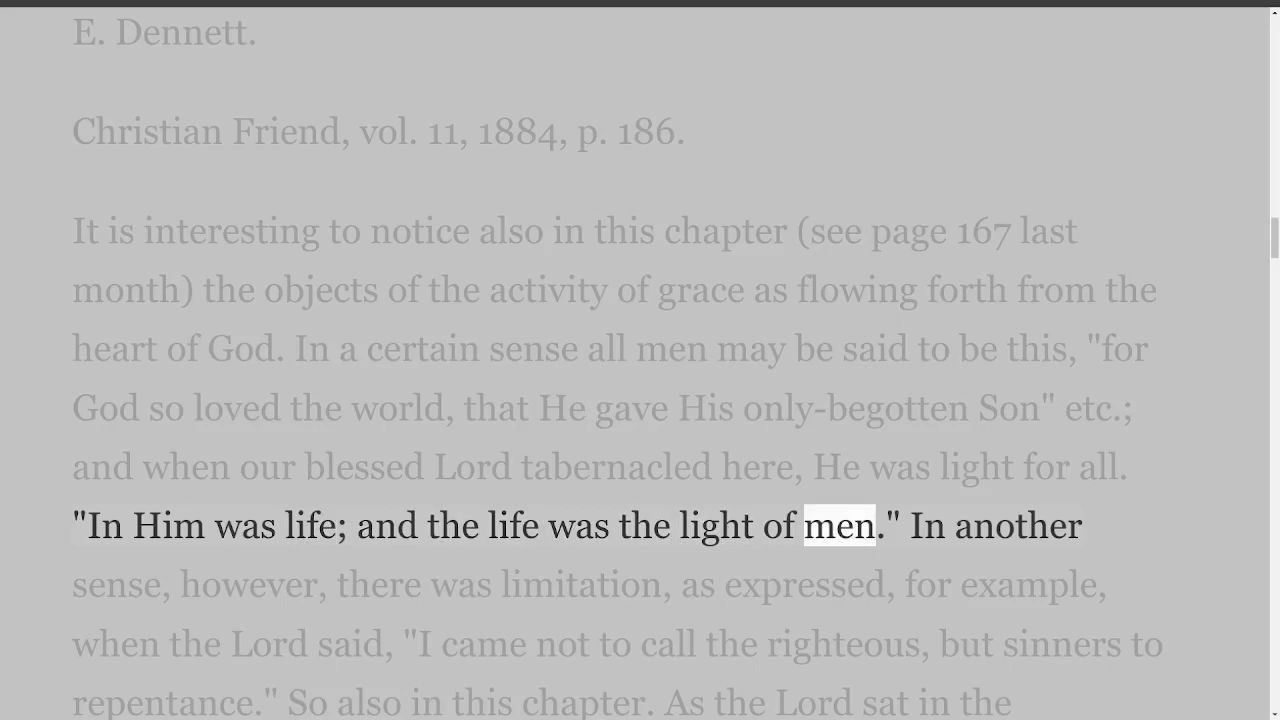 E. Dennett.
Christian Friend, vol. 11, 1884, p. 186.
It is interesting to notice also in this chapter (see page 167 last
month) the objects of the activity of grace as flowing forth from the
heart of God. In a certain sense all men may be said to be this, "for
God so loved the world, that He gave His only-begotten Son" etc.;
and when our blessed Lord tabernacled here, He was light for all.
"In Him was life; and the life was the light of men." In another
sense, however, there was limitation, as expressed, for example,
when the Lord said, "I came not to call the righteous, but sinners to
repentance." So also in this chapter. As the Lord sat in the